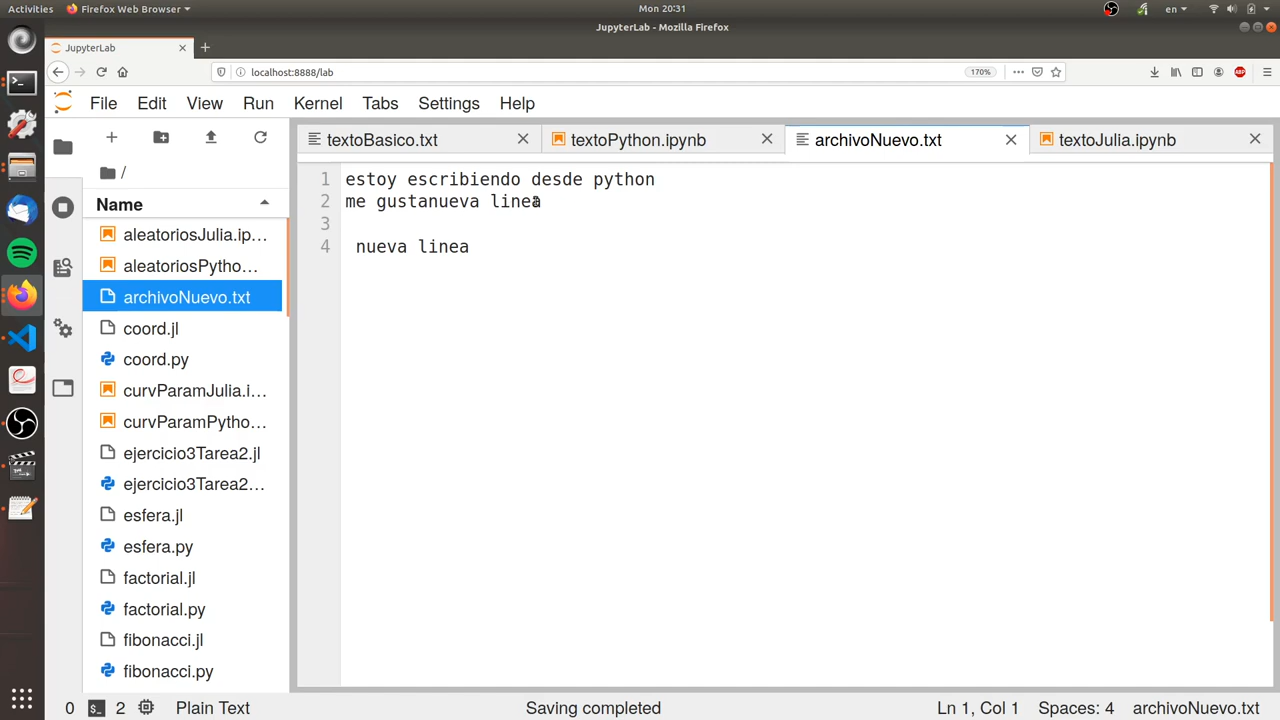 Activities
Firefox Web Browser
Mon 20:31
en
JupyterLab - Mozilla Firefox
JupyterLab
localhost:8888/lab
170%
ABP
File Edit View Run Kernel Tabs Settings Help
textoBasico.txt
textoPython.ipynb
archivoNuevo.txt
textoJulia.ipynb
/
Name
aleatoriosJulia.ip...
aleatoriosPytho...
archivoNuevo.txt
coord.jl
coord.py
curvParamJulia.i...
curvParamPytho...
ejercicio3Tarea2.jl
ejercicio3Tarea2...
esfera.jl
esfera.py
factorial.jl
factorial.py
fibonacci.jl
fibonacci.py
1 estoy escribiendo desde python
2 me gustanueva linea
3
4 nueva linea
0 $_ 2 Plain Text
Saving completed
Ln 1, Col 1 Spaces: 4 archivoNuevo.txt